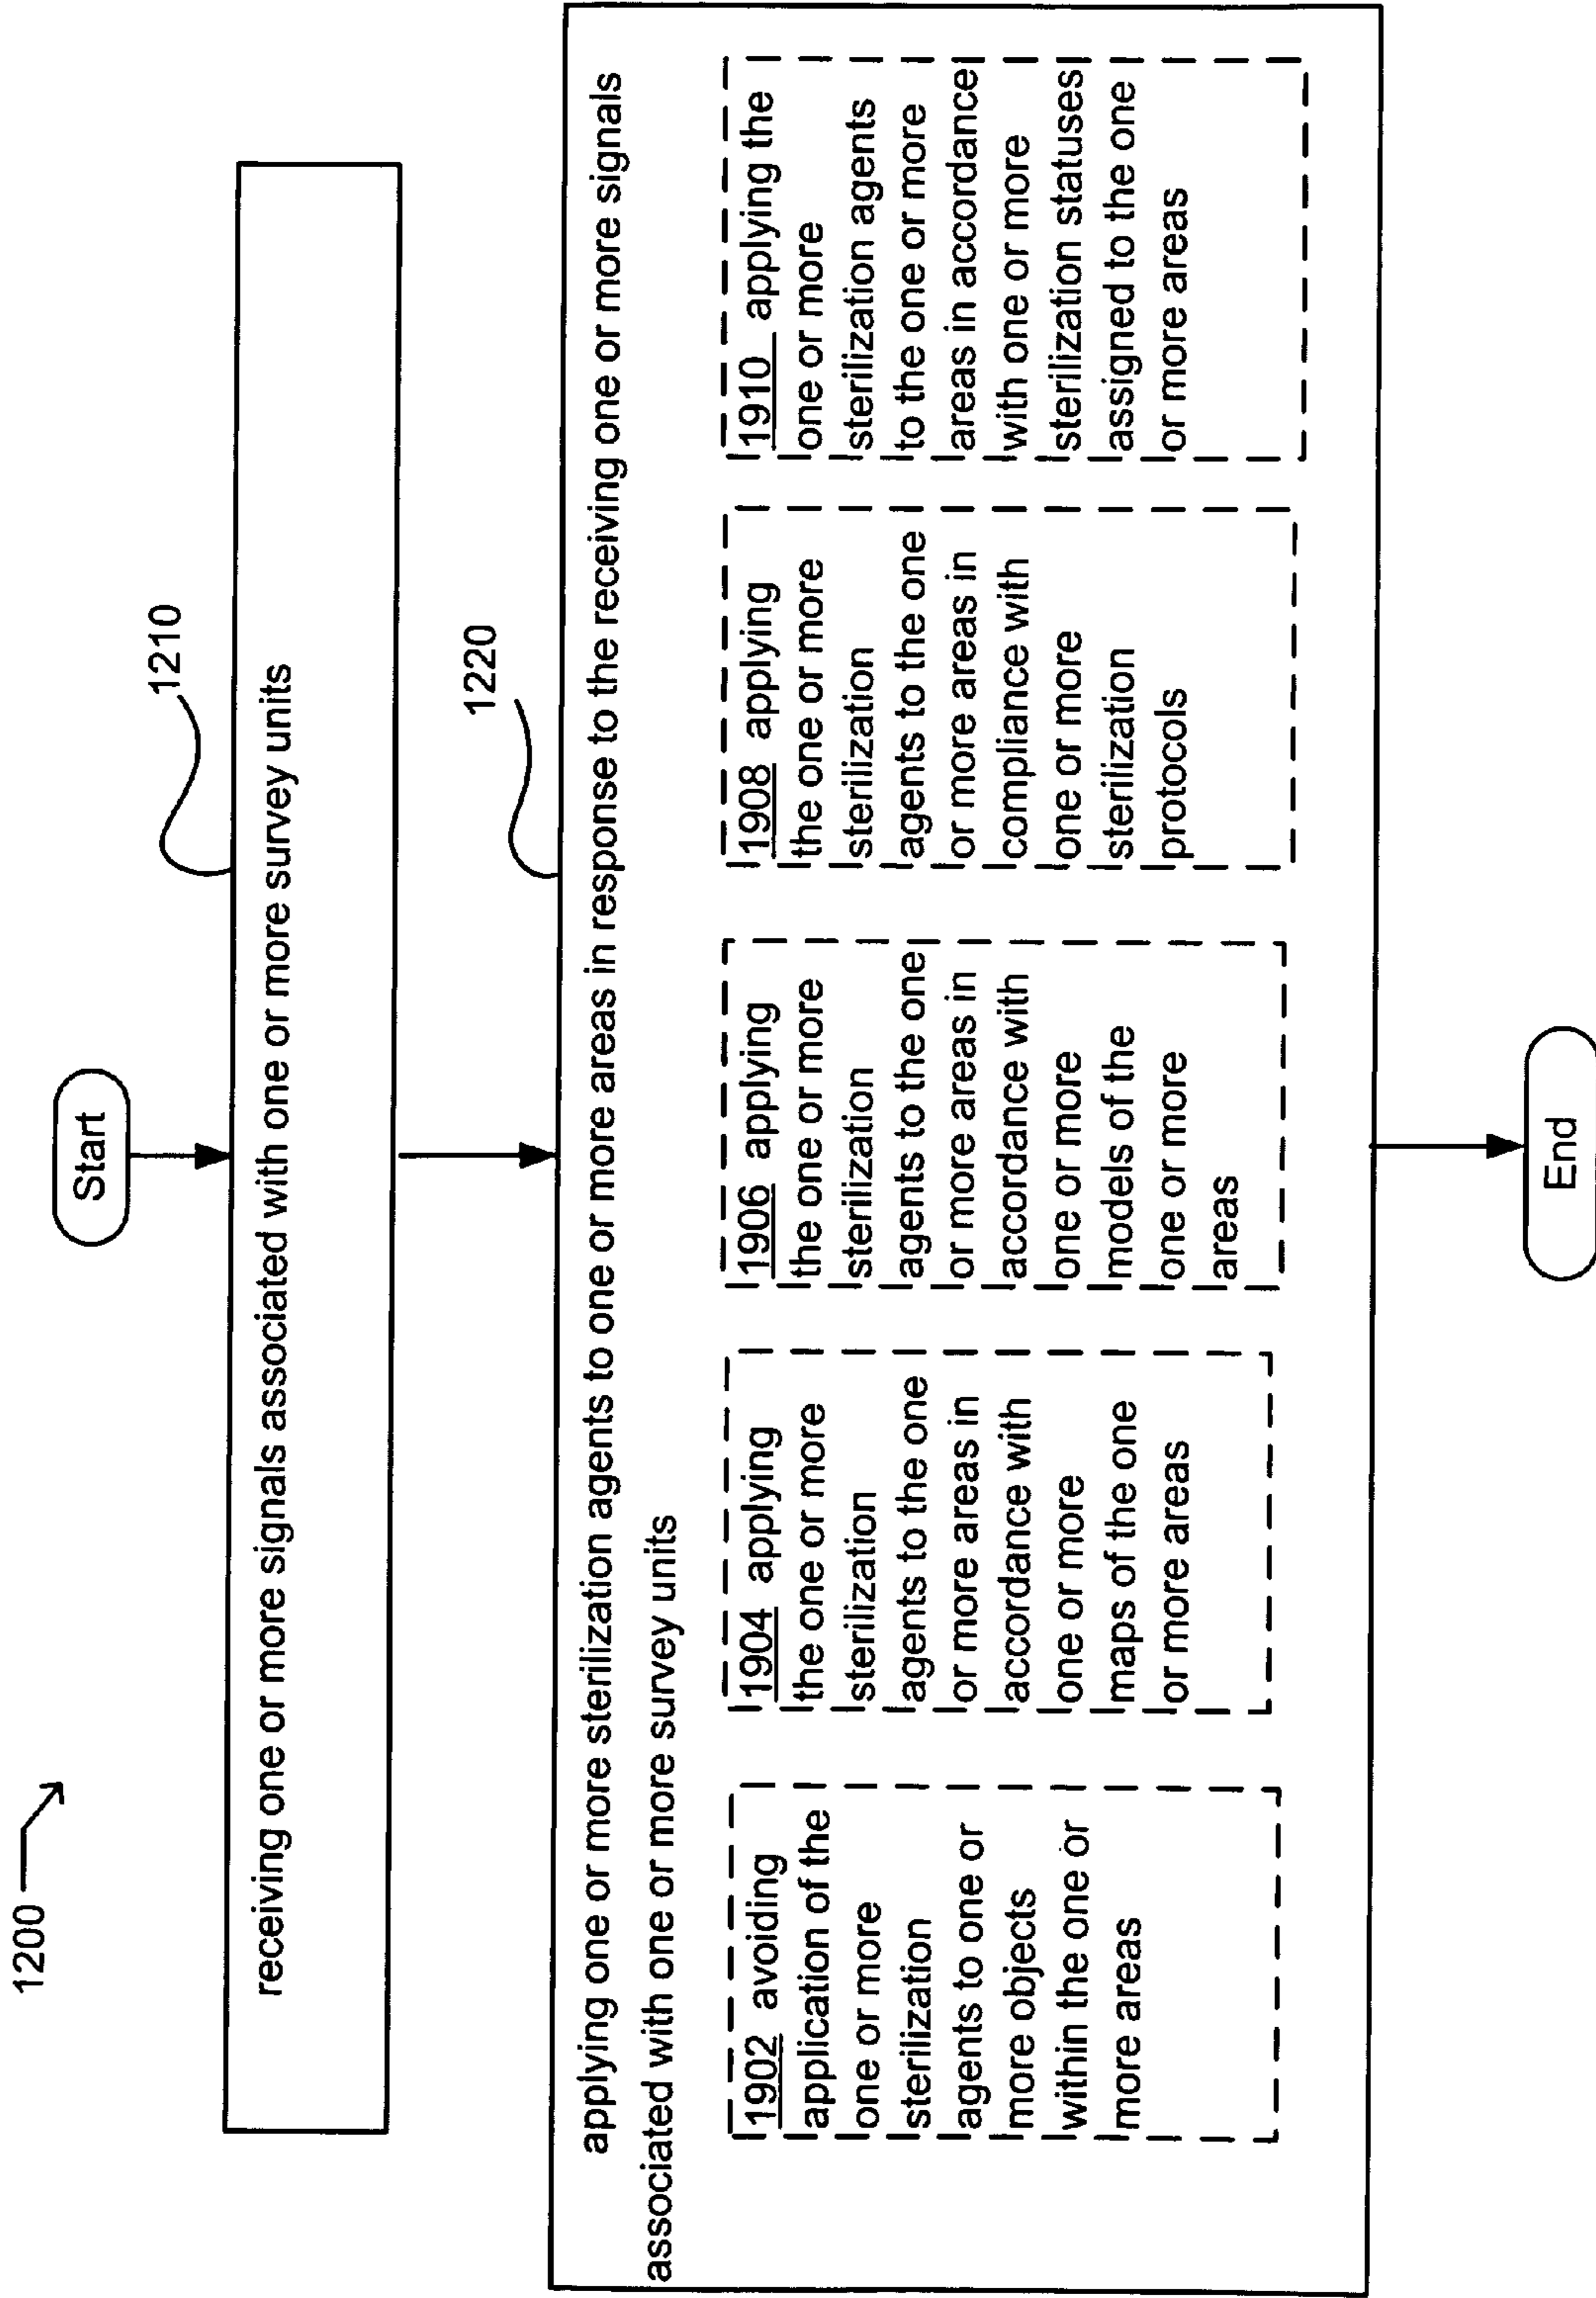 1200
Start
1210
receiving one or more signals associated with one or more survey units
1220
applying one or more sterilization agents to one or more areas in response to the receiving one or more signals
associated with one or more survey units
1902 avoiding
application of the
one or more
sterilization
agents to one or
more objects
within the one or
more areas
1904 applying
the one or more
sterilization
agents to the one
or more areas in
accordance with
one or more
maps of the one
or more areas
1906 applying
the one or more
sterilization
agents to the one
or more areas in
accordance with
one or more
models of the
one or more
areas
1908 applying
the one or more
sterilization
agents to the one
or more areas in
compliance with
one or more
sterilization
protocols
1910 applying the
one or more
sterilization agents
to the one or more
areas in accordance
with one or more
sterilization statuses
assigned to the one
or more areas
End